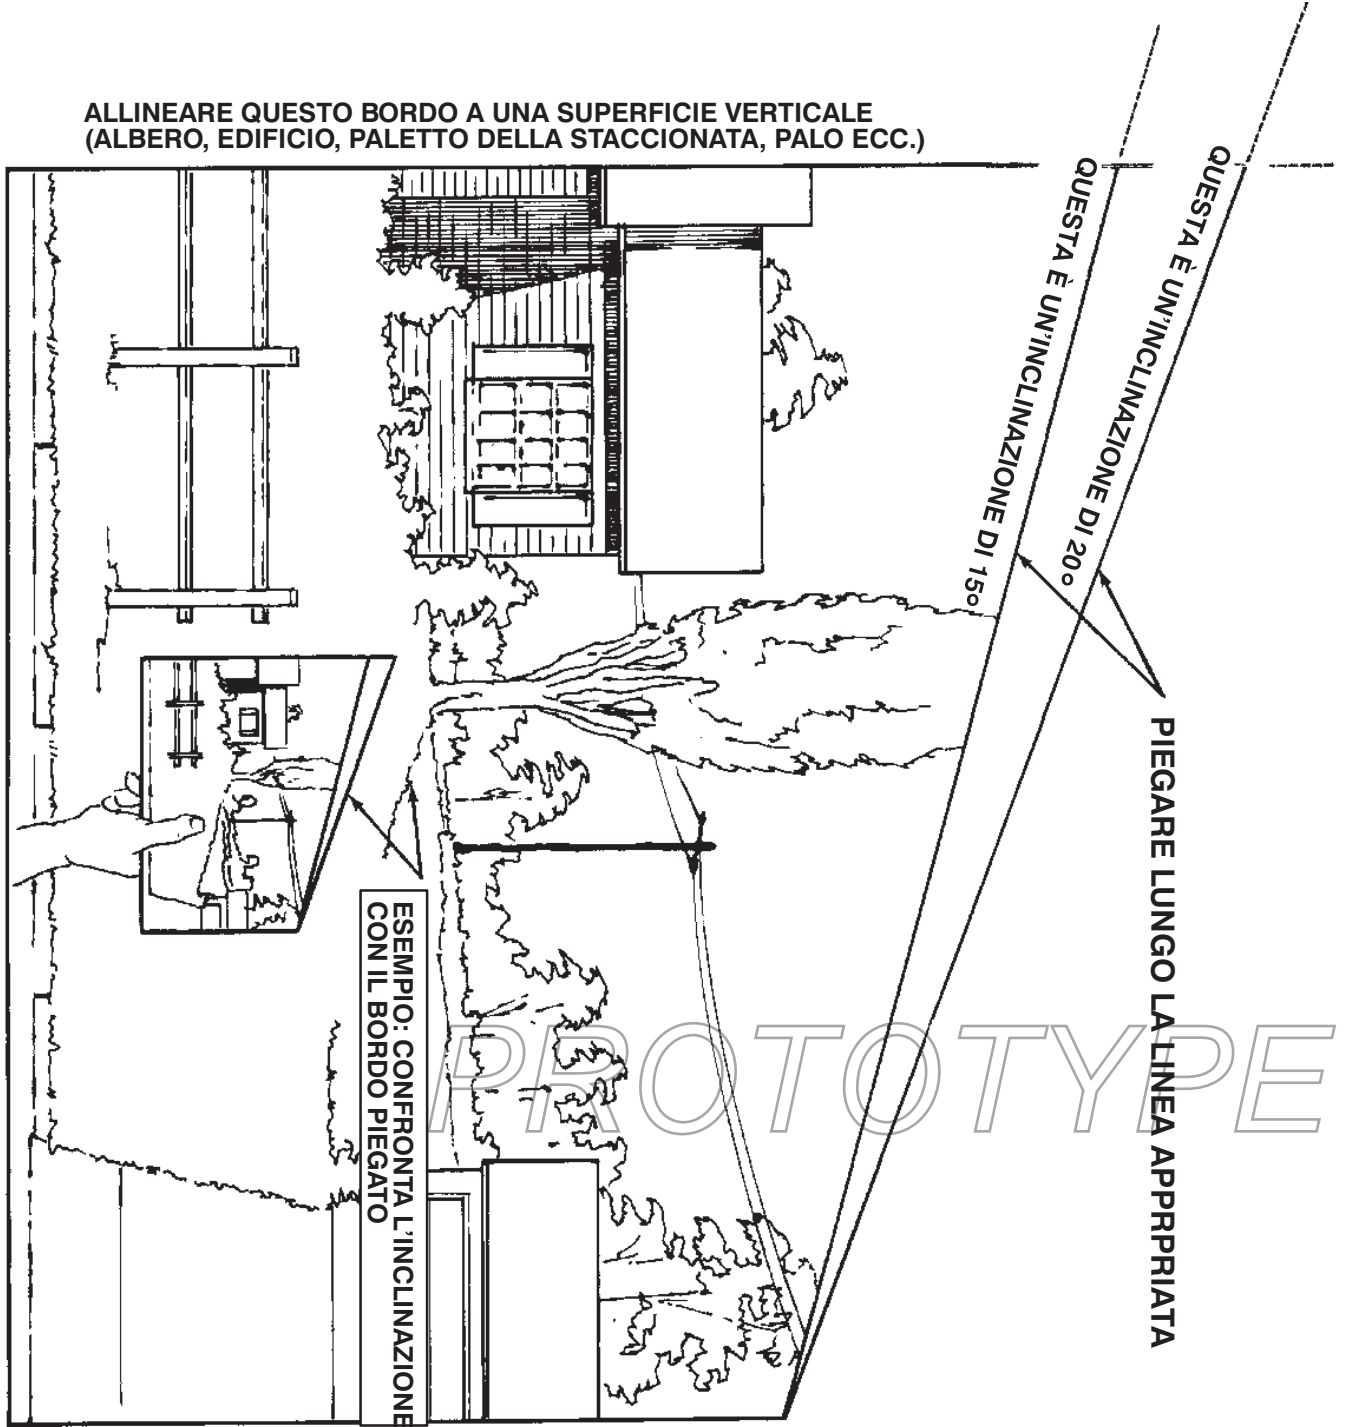 ALLINEARE QUESTO BORDO A UNA SUPERFICIE VERTICALE
(ALBERO, EDIFICIO, PALETTO DELLA STACCIONATA, PALO ECC.)
QUESTA È UN'INCLINAZIONE DI 15°
QUESTA È UN'INCLINAZIONE DI 20°
PIEGARE LUNGO LA LINEA APPRPRIATA
ESEMPIO: CONFRONTA L'INCLINAZIONE
CON IL BORDO PIEGATO
PROTOTYPE